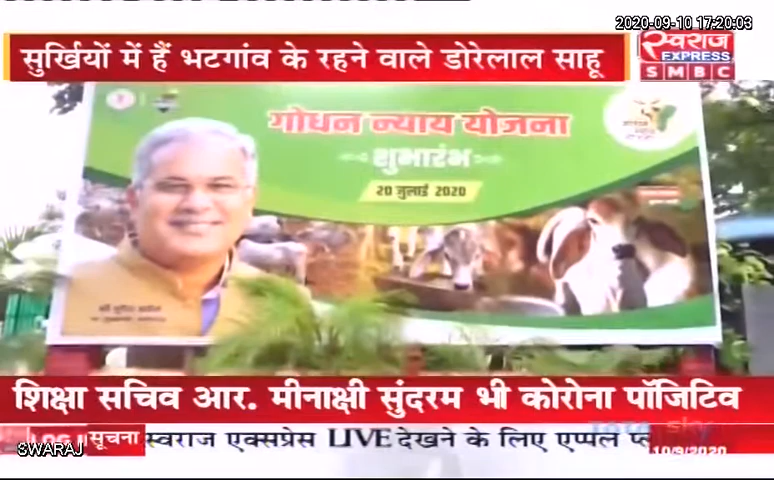 2020-09-10 17:20:03
सुर्खियों में हैं भटगांव के रहने वाले डोरेलाल साहू
स्वराज
EXPRESS
SMBC
गोधन न्याय योजना
शुभारंभ
20 जुलाई 2020
शिक्षा सचिव आर. मीनाक्षी सुंदरम भी कोरोना पॉजिटिव
SWARAJ
सूचना
स्वराज एक्सप्रेस LIVE देखने के लिए एप्पल
sky
10/9/2020